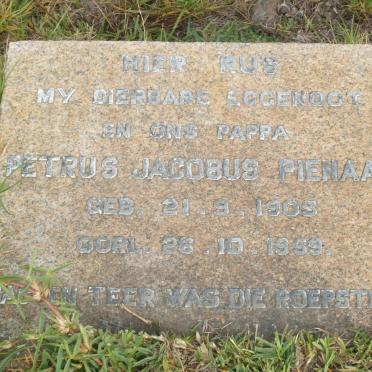 HIER RUS
MY DIERBARE EGGENOOT
EN ONS PAPPA
PETRUS JACOBUS PIENAA
GEB. 21. 9. 1905
OORL. 26. 10. 1959.
EN TEER WAS DIE ROEPST